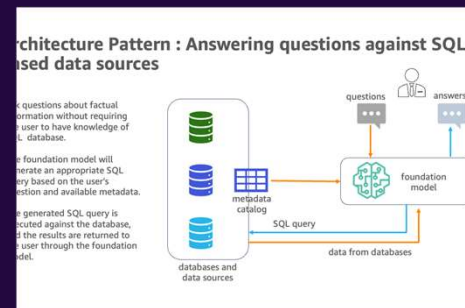 rchitecture Pattern : Answering questions against SQL
ased data sources
k questions about factual
ormation without requiring
e user to have knowledge of
L database.
e foundation model will
nerate an appropriate SQL
ery based on the user's
estion and available metadata.
e generated SQL query is
ecuted against the database,
d the results are returned to
e user through the foundation
odel.
questions
answers
metadata
catalog
foundation
model
SQL query
data from databases
databases and
data sources